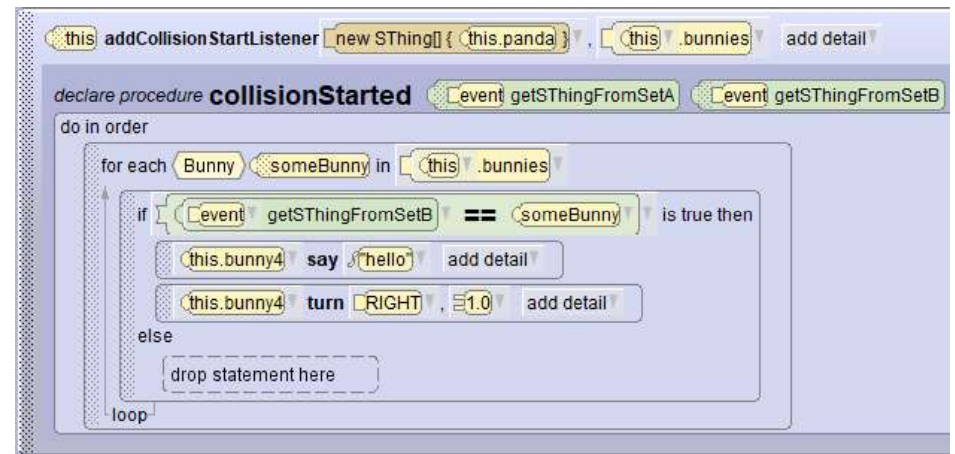 this addCollisionStartListener new SThing[] { this.panda } , this .bunnies add detail
declare procedure collisionStarted event getSThingFromSetA event getSThingFromSetB
do in order
for each Bunny someBunny in this .bunnies
if event getSThingFromSetB == someBunny is true then
this.bunny4 say "hello" add detail
this.bunny4 turn RIGHT , 1.0 add detail
else
drop statement here
loop